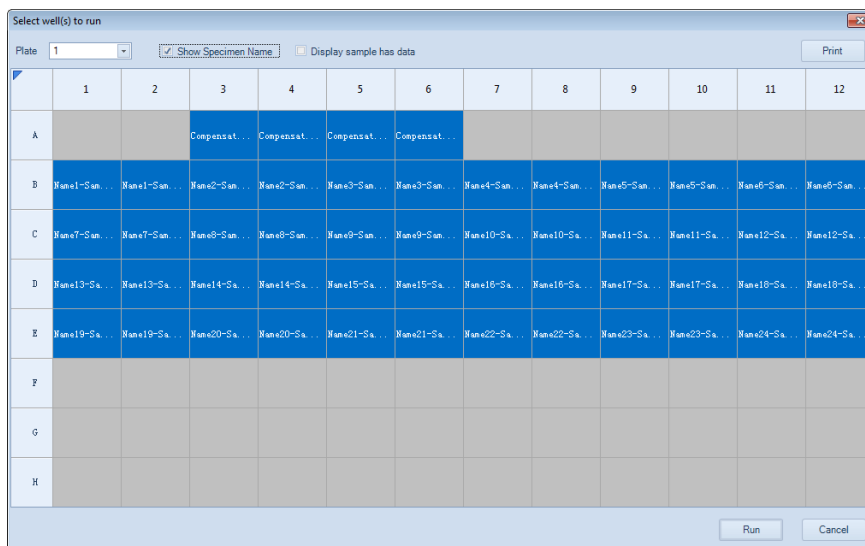 Select well(s) to run
Plate 1 Show Specimen Name Display sample has data Print
1 2 3 4 5 6 7 8 9 10 11 12
A Compensat... Compensat... Compensat... Compensat...
B Name1-Sam... Name1-Sam... Name2-Sam... Name2-Sam... Name3-Sam... Name3-Sam... Name4-Sam... Name4-Sam... Name5-Sam... Name5-Sam... Name6-Sam... Name6-Sam...
C Name7-Sam... Name7-Sam... Name8-Sam... Name8-Sam... Name9-Sam... Name9-Sam... Name10-Sa... Name10-Sa... Name11-Sa... Name11-Sa... Name12-Sa... Name12-Sa...
D Name13-Sa... Name13-Sa... Name14-Sa... Name14-Sa... Name15-Sa... Name15-Sa... Name16-Sa... Name16-Sa... Name17-Sa... Name17-Sa... Name18-Sa... Name18-Sa...
E Name19-Sa... Name19-Sa... Name20-Sa... Name20-Sa... Name21-Sa... Name21-Sa... Name22-Sa... Name22-Sa... Name23-Sa... Name23-Sa... Name24-Sa... Name24-Sa...
F
G
H
Run Cancel